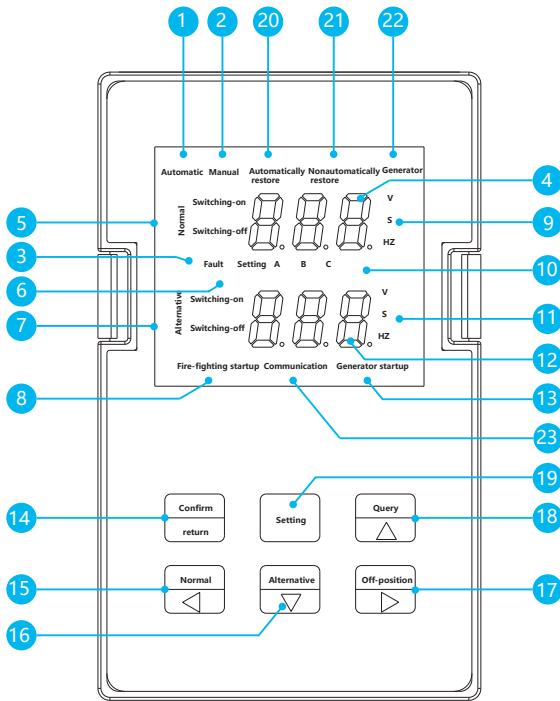 1 2 20 21 22
Automatic Manual Automatically restore Nonautomatically restore Generator
4
Normal
Switching-on
V
5
S
9
Switching-off
HZ
3
Fault Setting A B C
10
6
Alternative
Switching-on
V
7
S
11
Switching-off
HZ
12
Fire-fighting startup Communication Generator startup
8
13
23
19
14
Confirm
return
Setting
Query
18
15
Normal
Alternative
Off-position
17
16